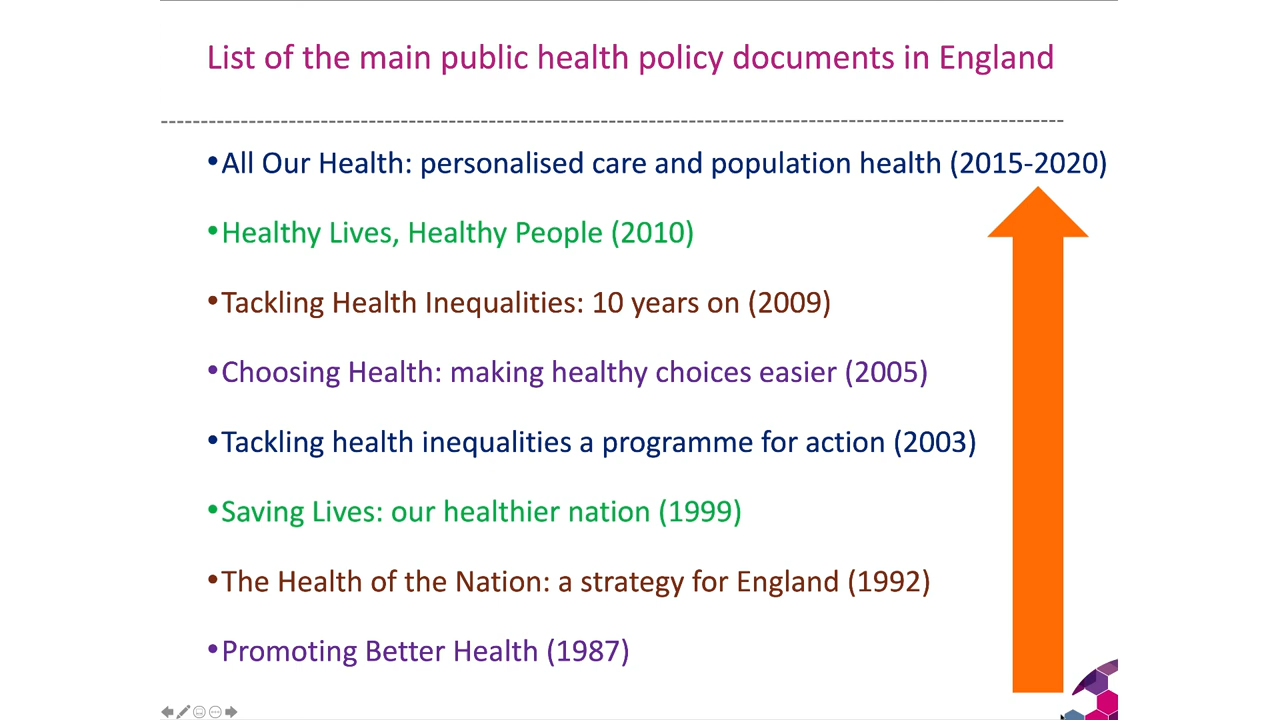 List of the main public health policy documents in England
•All Our Health: personalised care and population health (2015-2020)
•Healthy Lives, Healthy People (2010)
•Tackling Health Inequalities: 10 years on (2009)
•Choosing Health: making healthy choices easier (2005)
•Tackling health inequalities a programme for action (2003)
•Saving Lives: our healthier nation (1999)
•The Health of the Nation: a strategy for England (1992)
•Promoting Better Health (1987)